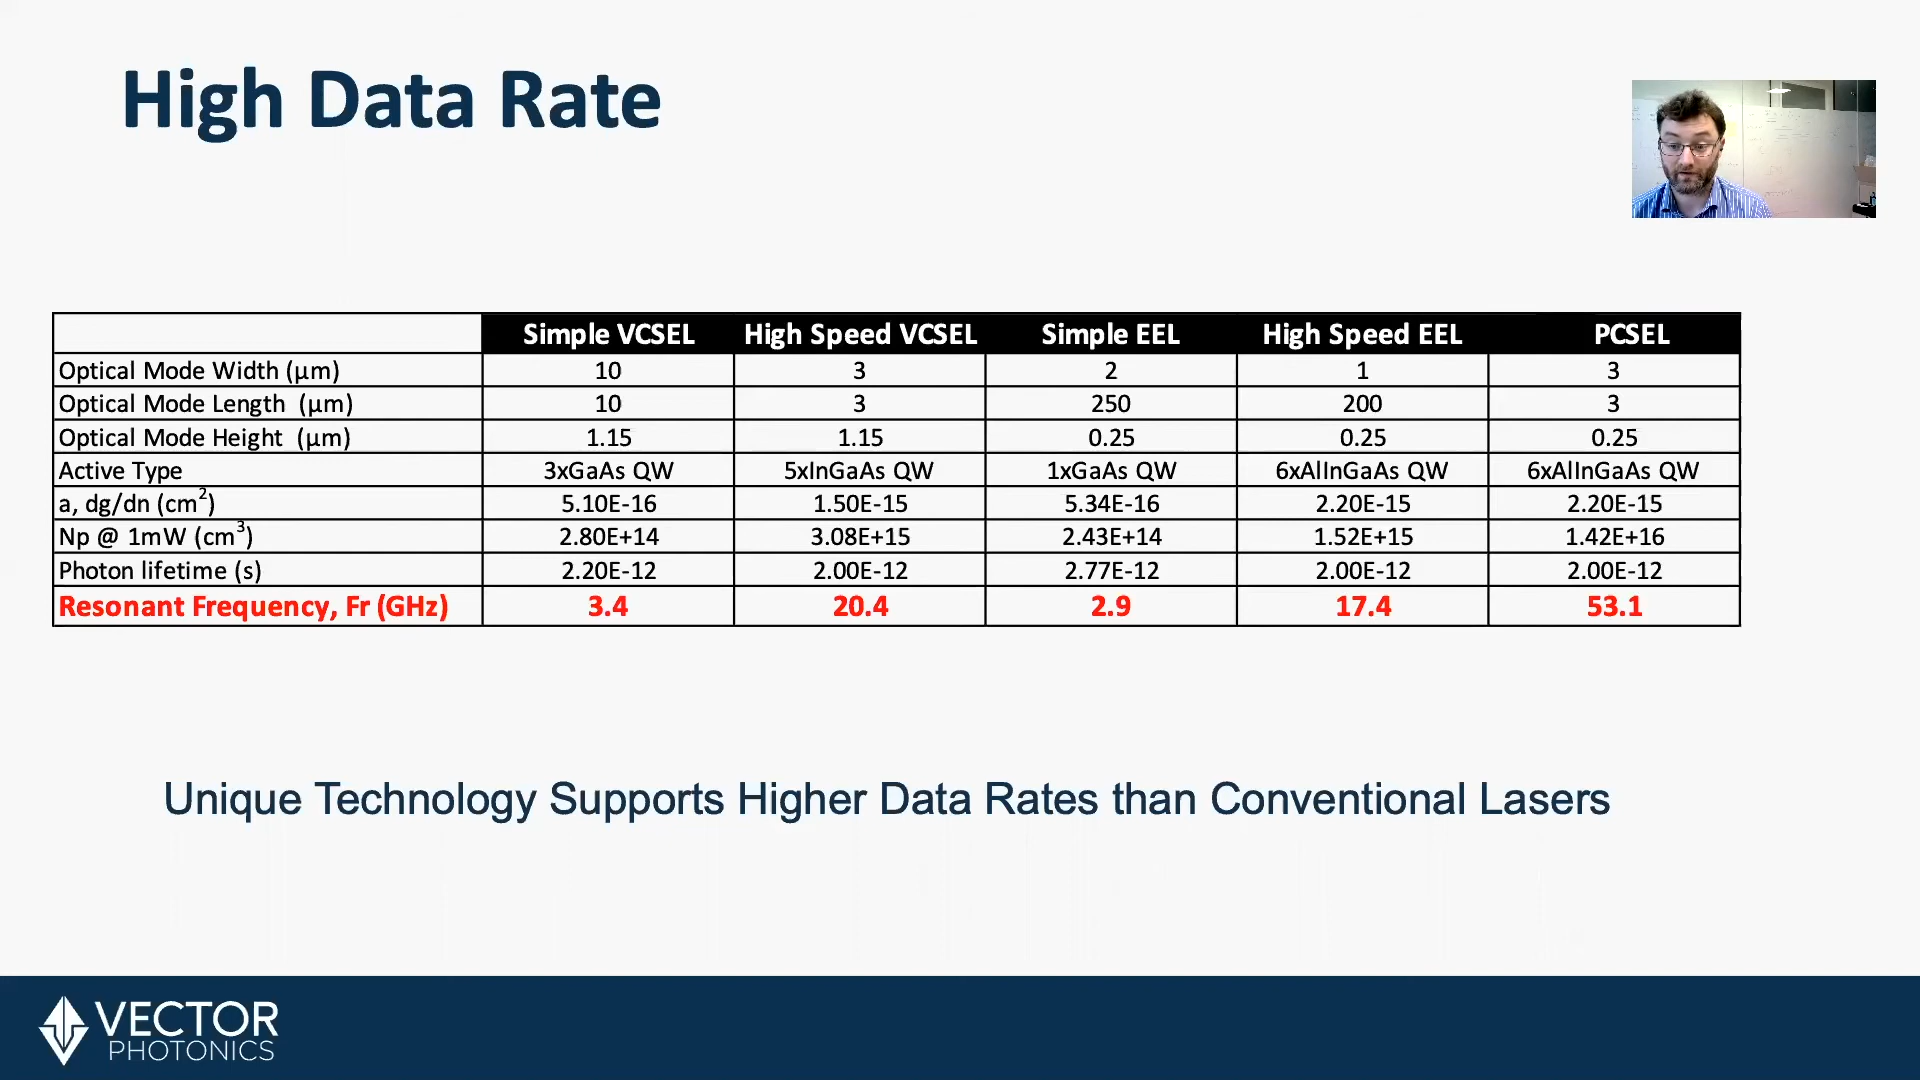 High Data Rate
Simple VCSEL High Speed VCSEL Simple EEL High Speed EEL PCSEL
Optical Mode Width (µm) 10 3 2 1 3
Optical Mode Length (µm) 10 3 250 200 3
Optical Mode Height (µm) 1.15 1.15 0.25 0.25 0.25
Active Type 3xGaAs QW 5xInGaAs QW 1xGaAs QW 6xAlInGaAs QW 6xAlInGaAs QW
a, dg/dn (cm²) 5.10E-16 1.50E-15 5.34E-16 2.20E-15 2.20E-15
Np @ 1mW (cm³) 2.80E+14 3.08E+15 2.43E+14 1.52E+15 1.42E+16
Photon lifetime (s) 2.20E-12 2.00E-12 2.77E-12 2.00E-12 2.00E-12
Resonant Frequency, Fr (GHz) 3.4 20.4 2.9 17.4 53.1
Unique Technology Supports Higher Data Rates than Conventional Lasers
VECTOR
PHOTONICS